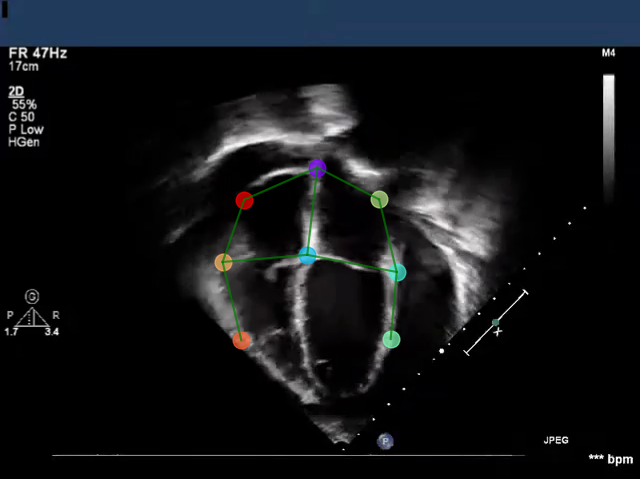 FR 47Hz
17cm
M4
2D
55%
C 50
P Low
HGen
G
P R
1.7 3.4
P
JPEG
*** bpm